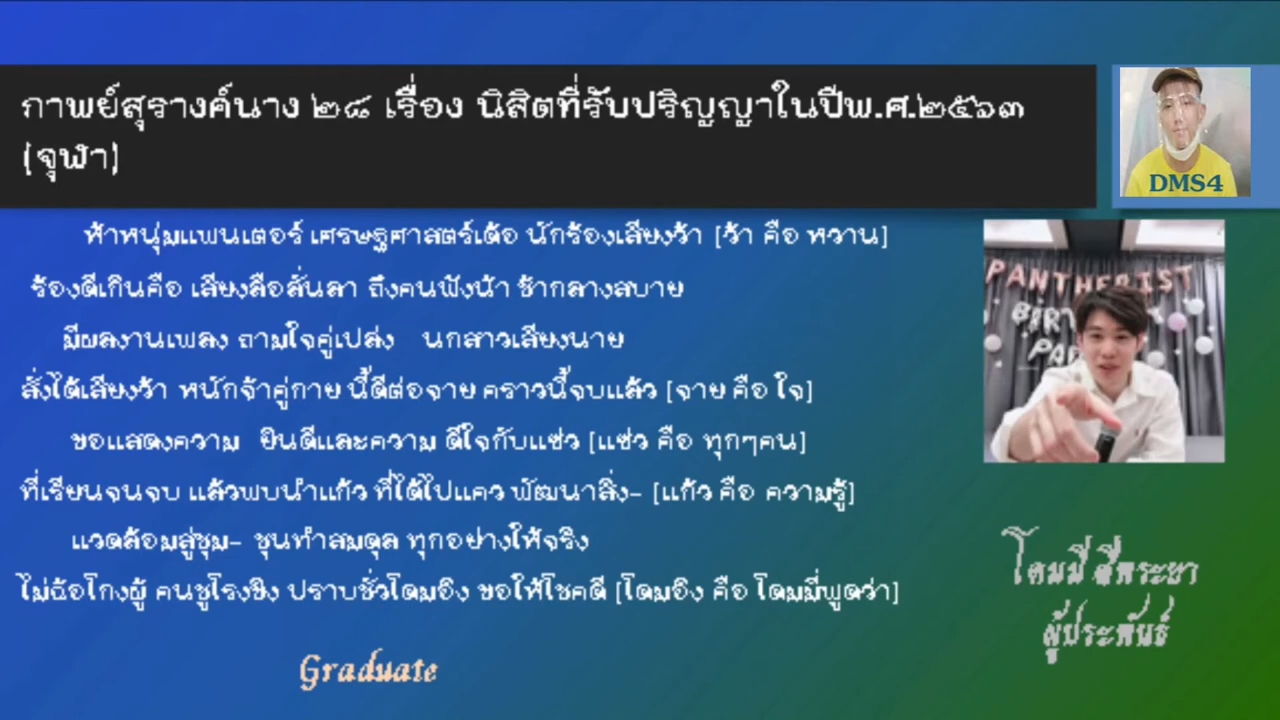 กาพย์สุรางค์นาง ๒๘ เรื่อง นิสิตที่รับปริญญาในปีพ.ศ.๒๕๖๓
(จุฬา)
DMS4
ห้าหนุ่มแพนเตอร์ เศรษฐศาสตร์เด้อ นักร้องเสียงว้า [ว้า คือ หวาน]
ร้องดีเกินคือ เสียงลือลั่นลา ถึงคนฟังน้า ช้ากลางสบาย
มีผลงานเพลง ถามใจคู่เปล่ง นกสาวเสียงนาย
สั่งได้เสียงว้า หนักจ้าคู่กาย นี้ดีต่อจาย คราวนี้จบแล้ว [จาย คือ ใจ]
ขอแสดงความ ยินดีและความ ดีใจกับแซ่ว [แซ่ว คือ ทุกๆคน]
ที่เรียนจนจบ แล้วพบนำแก้ว ที่ได้ไปแคว พัฒนาสิ่ง- [แก้ว คือ ความรู้]
แวดล้อมสู่ชุม- ชุนทำสมดุล ทุกอย่างให้จริง
ไม่ฉ้อโกงผู้ คนชูโรงชิง ปราบชั่วโดมอิง ขอให้โชคดี [โดมอิง คือ โดมมี่พูดว่า]
PANTHERIST
โดมมี่ สี่พระยา
ผู้ประพันธ์
Graduate